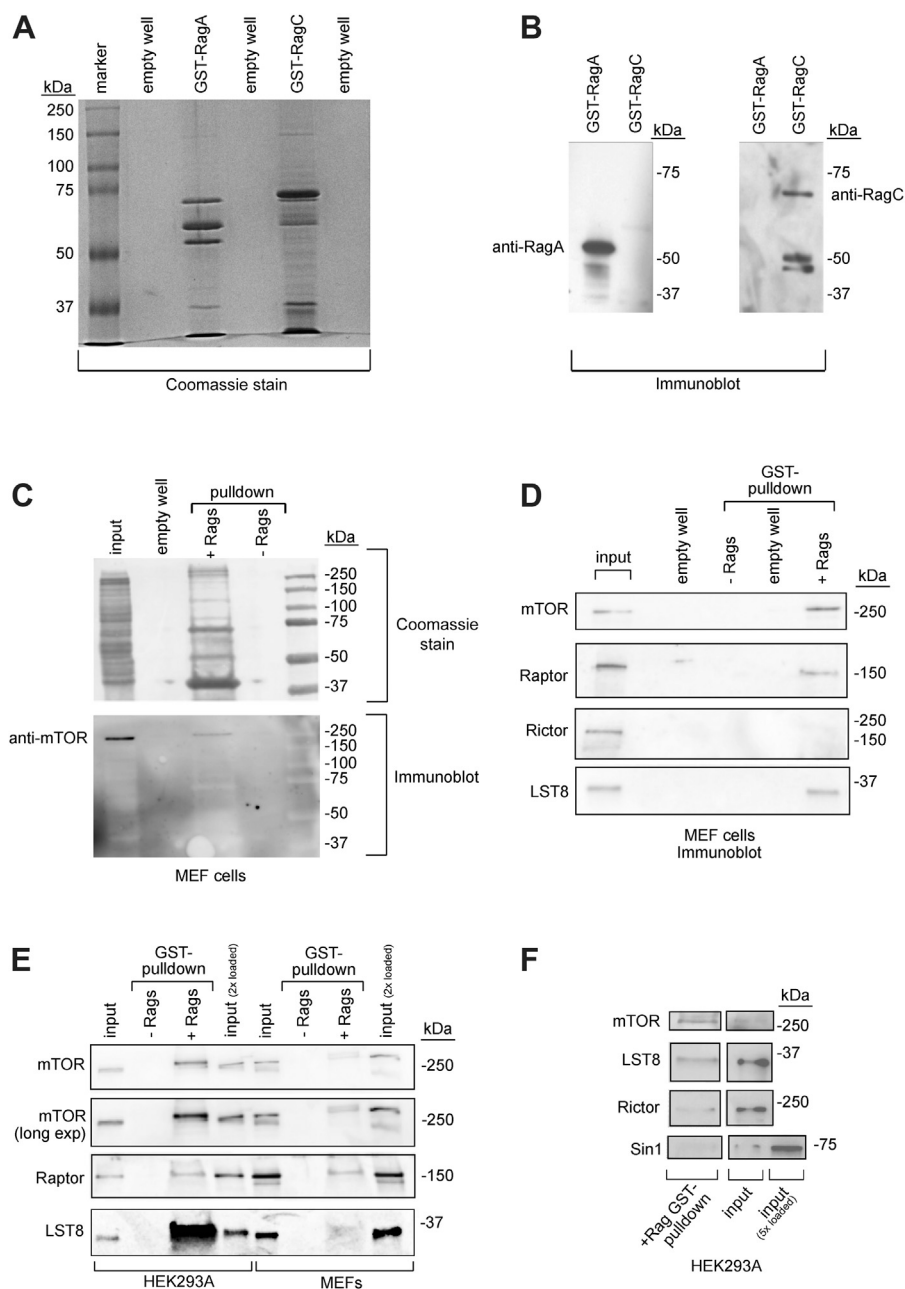 A
kDa
marker
empty well
GST-RagA
empty well
GST-RagC
empty well
250
150
100
75
50
37
Coomassie stain
B
GST-RagA
GST-RagC
kDa
-75
-50
-37
anti-RagA
GST-RagA
GST-RagC
kDa
-75
anti-RagC
-50
-37
Immunoblot
C
input
empty well
pulldown
+ Rags
- Rags
kDa
-250
-150
-100
-75
-50
-37
Coomassie
stain
anti-mTOR
-250
-150
-100
-75
-50
-37
Immunoblot
MEF cells
D
GST-
pulldown
input
empty well
- Rags
empty well
+ Rags
kDa
mTOR
-250
Raptor
-150
Rictor
-250
-150
LST8
-37
MEF cells
Immunoblot
E
GST-
pulldown
GST-
pulldown
input
- Rags
+ Rags
input (2x loaded)
input
- Rags
+ Rags
input (2x loaded)
kDa
mTOR
-250
mTOR
(long exp)
-250
Raptor
-150
LST8
-37
HEK293A
MEFs
F
kDa
mTOR
-250
LST8
-37
Rictor
-250
Sin1
-75
+Rag GST-
pulldown
input
input
(5x loaded)
HEK293A